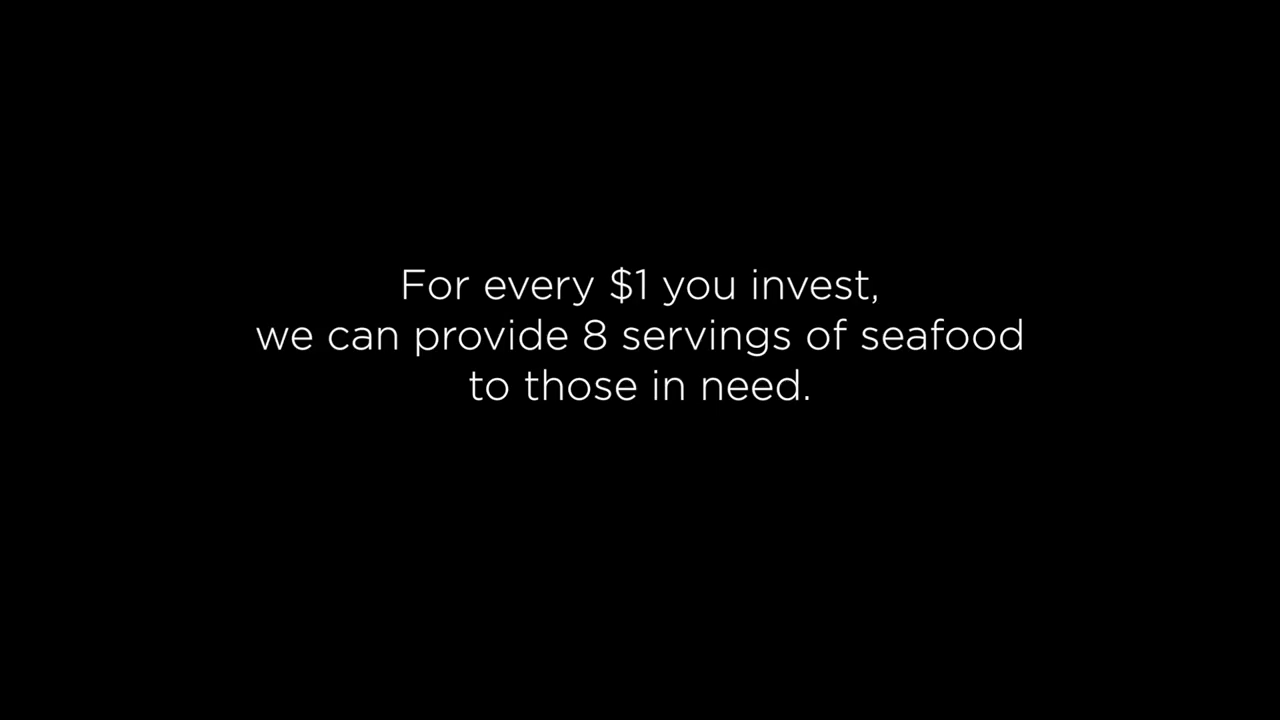 For every $1 you invest,
we can provide 8 servings of seafood
to those in need.